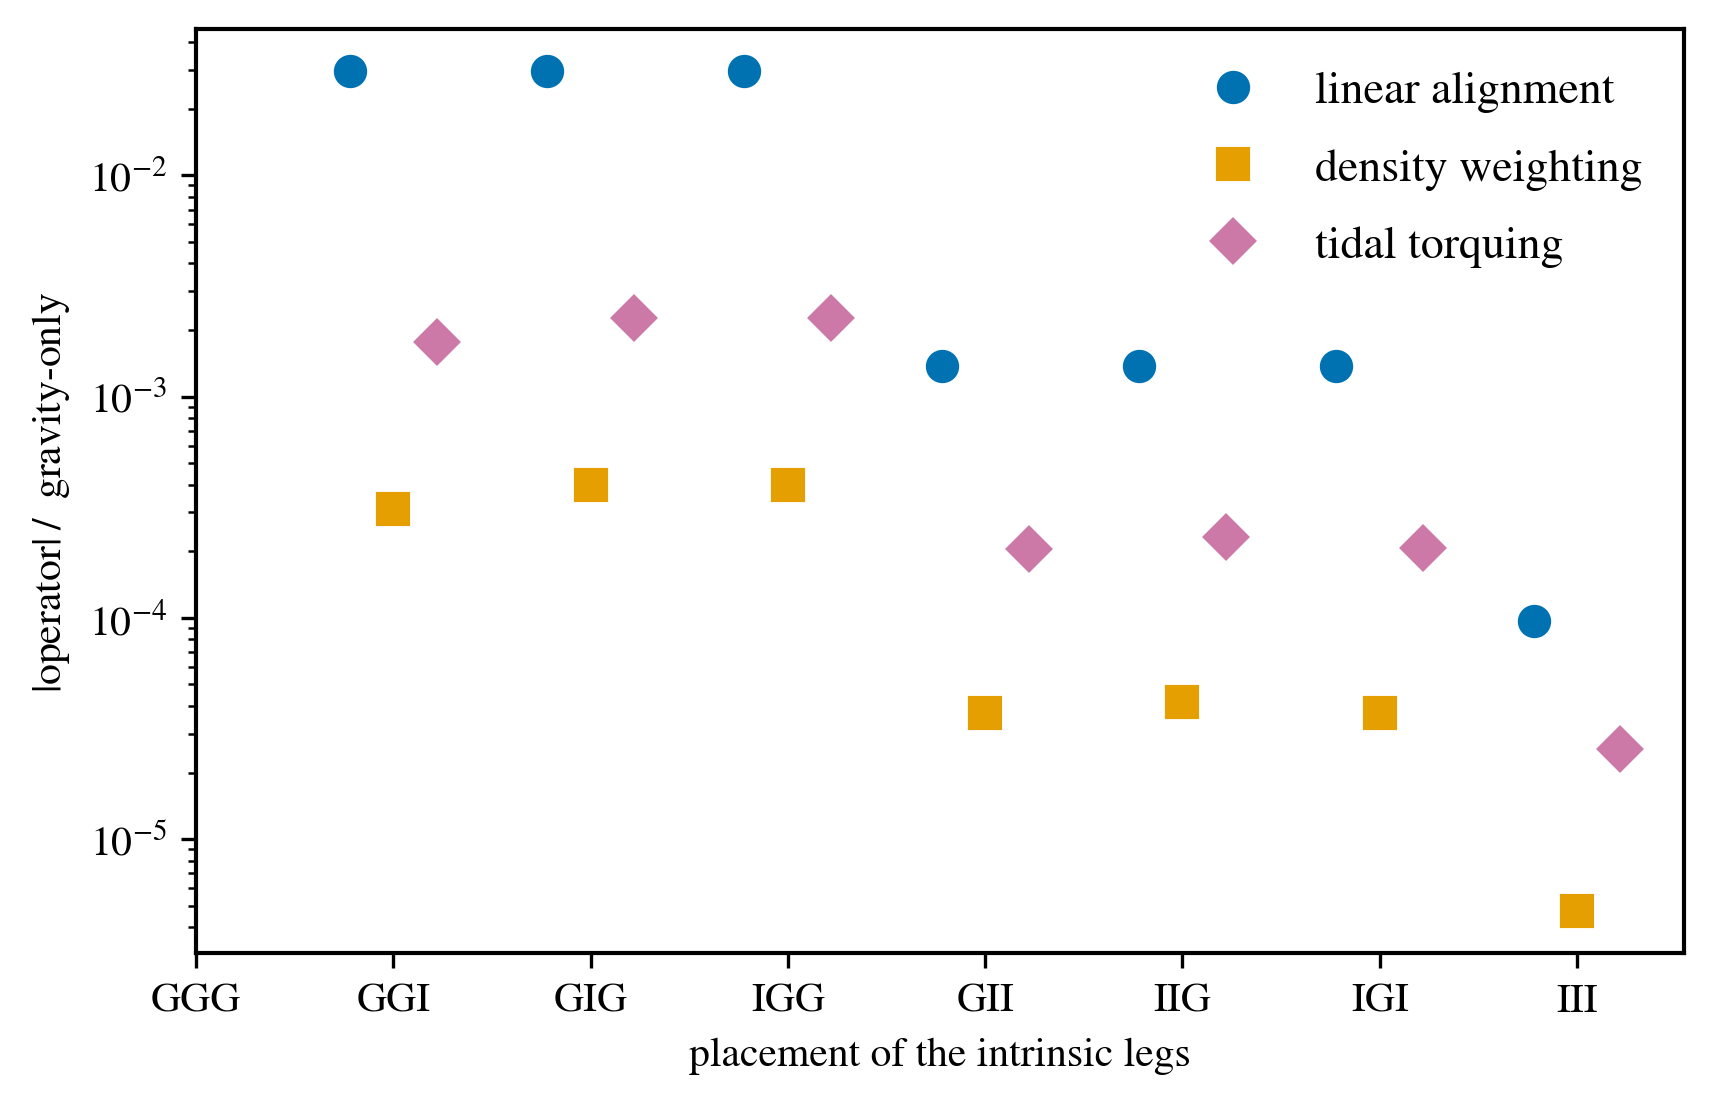 linear alignment
density weighting
tidal torquing
10⁻²
10⁻³
10⁻⁴
10⁻⁵
|operator| / gravity-only
GGG GGI GIG IGG GII IIG IGI III
placement of the intrinsic legs